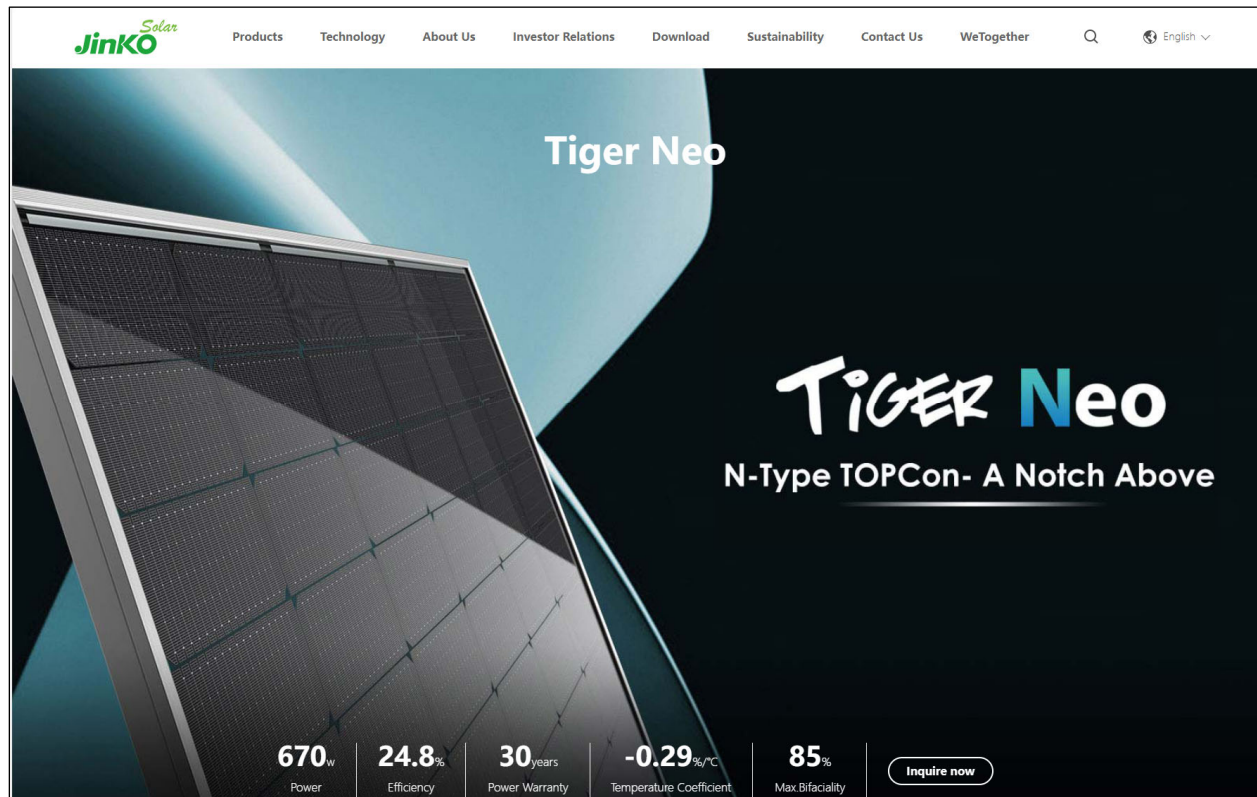 JinKO Solar
Products Technology About Us Investor Relations Download Sustainability Contact Us WeTogether English
Tiger Neo
TiGER Neo
N-Type TOPCon- A Notch Above
670w 24.8% 30years -0.29%/°C 85%
Power Efficiency Power Warranty Temperature Coefficient Max.Bifaciality
Inquire now